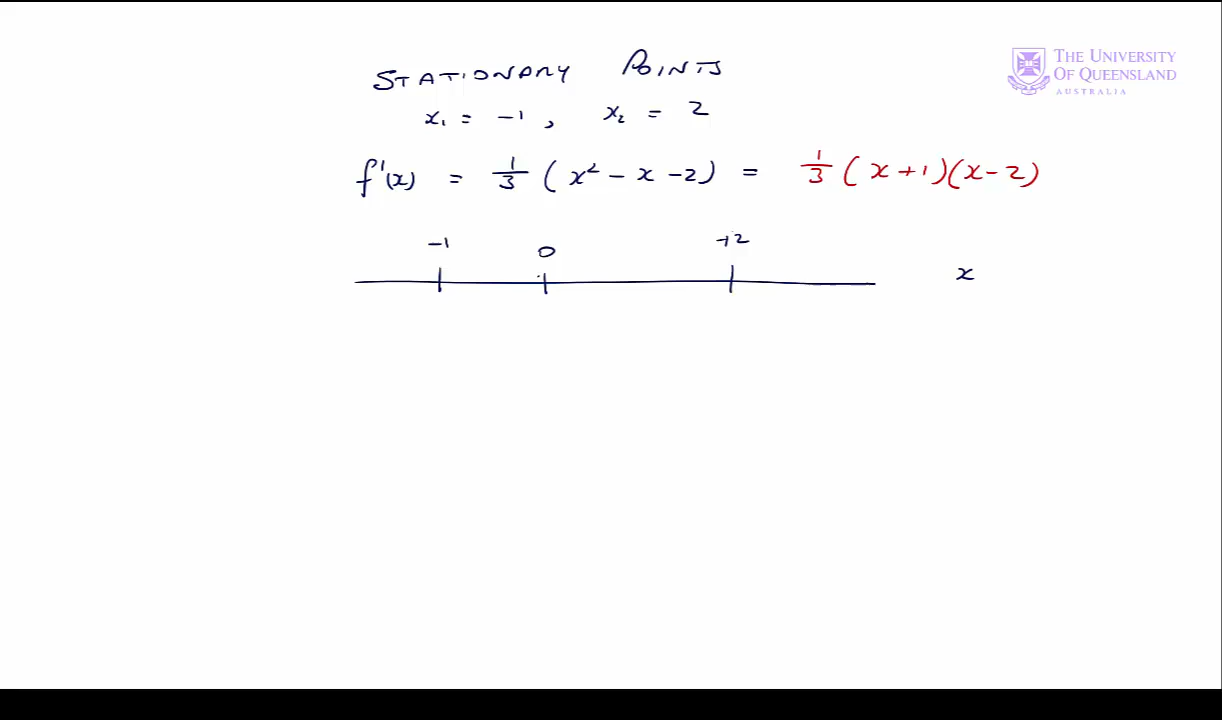 STATIONARY POINTS
x₁ = -1, x₂ = 2
f'(x) = 1/3 (x² - x - 2) = 1/3 (x + 1)(x - 2)
-1 0 +2
x
THE UNIVERSITY
OF QUEENSLAND
AUSTRALIA